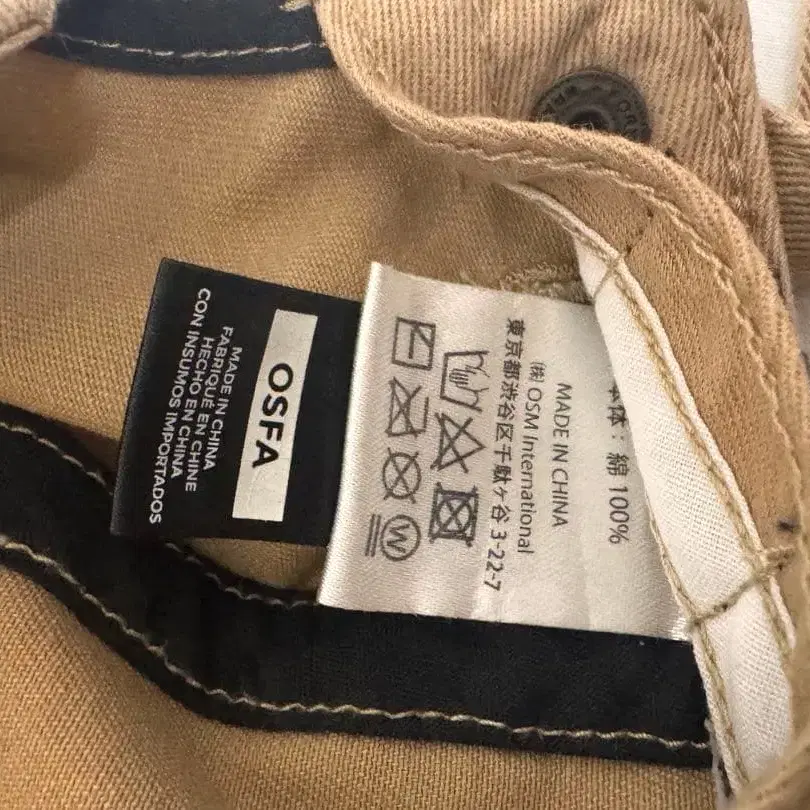 OSFA
MADE IN CHINA
FABRIQUÉ EN CHINE
HECHO EN CHINA
CON INSUMOS IMPORTADOS
本体：綿 100%
MADE IN CHINA
(株) OSM International
東京都渋谷区千駄ヶ谷 3-22-7
W